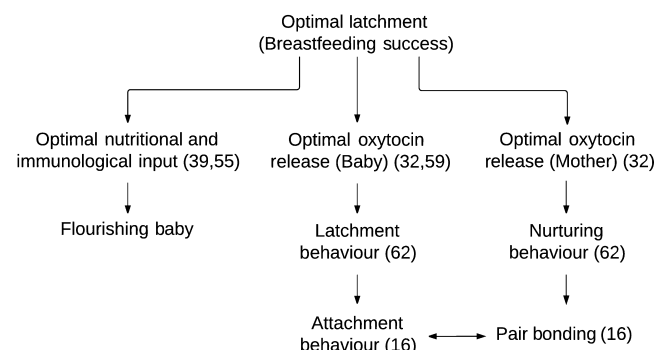 Optimal latchment
(Breastfeeding success)
Optimal nutritional and
immunological input (39,55)
Optimal oxytocin
release (Baby) (32,59)
Optimal oxytocin
release (Mother) (32)
Flourishing baby
Latchment
behaviour (62)
Nurturing
behaviour (62)
Attachment
behaviour (16)
Pair bonding (16)